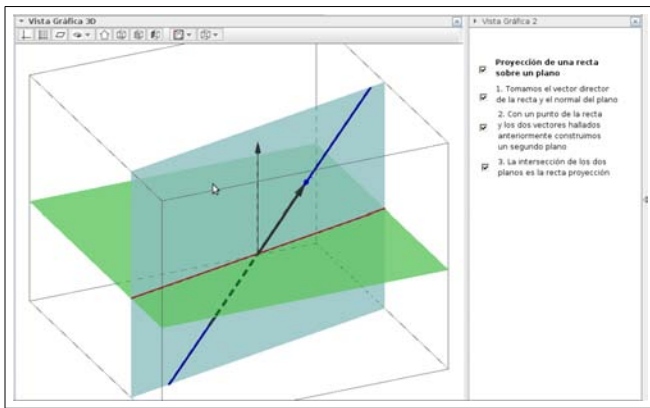 Vista Gráfica 3D
Vista Gráfica 2
Proyección de una recta
sobre un plano
1. Tomamos el vector director
de la recta y el normal del plano
2. Con un punto de la recta
y los dos vectores hallados
anteriormente construimos
un segundo plano
3. La intersección de los dos
planos es la recta proyección